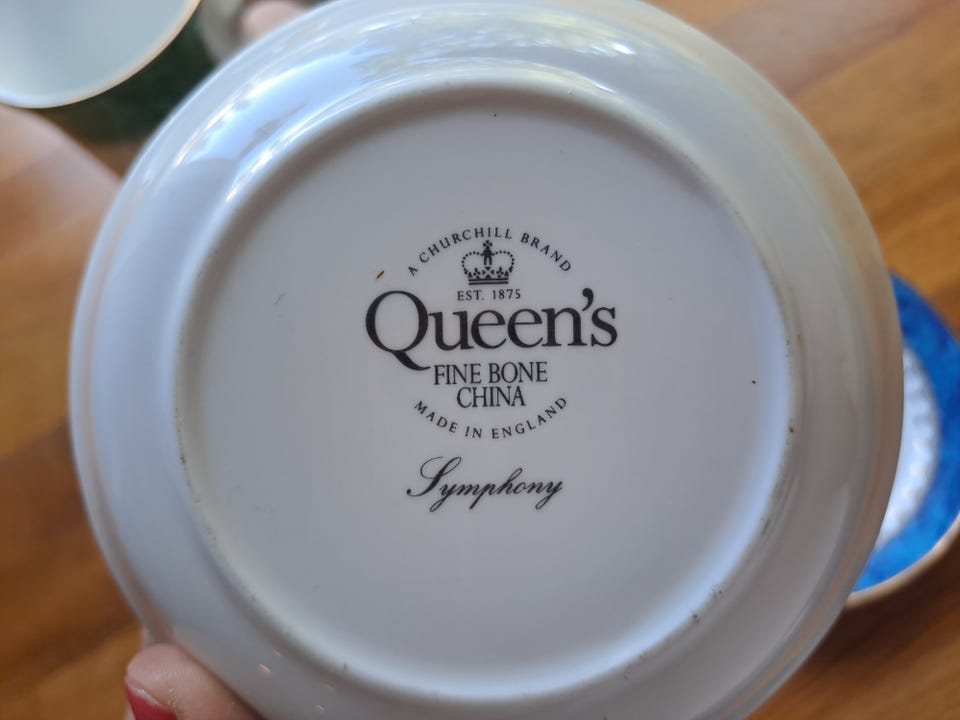 A CHURCHILL BRAND
EST. 1875
Queen's
FINE BONE
CHINA
MADE IN ENGLAND
Symphony